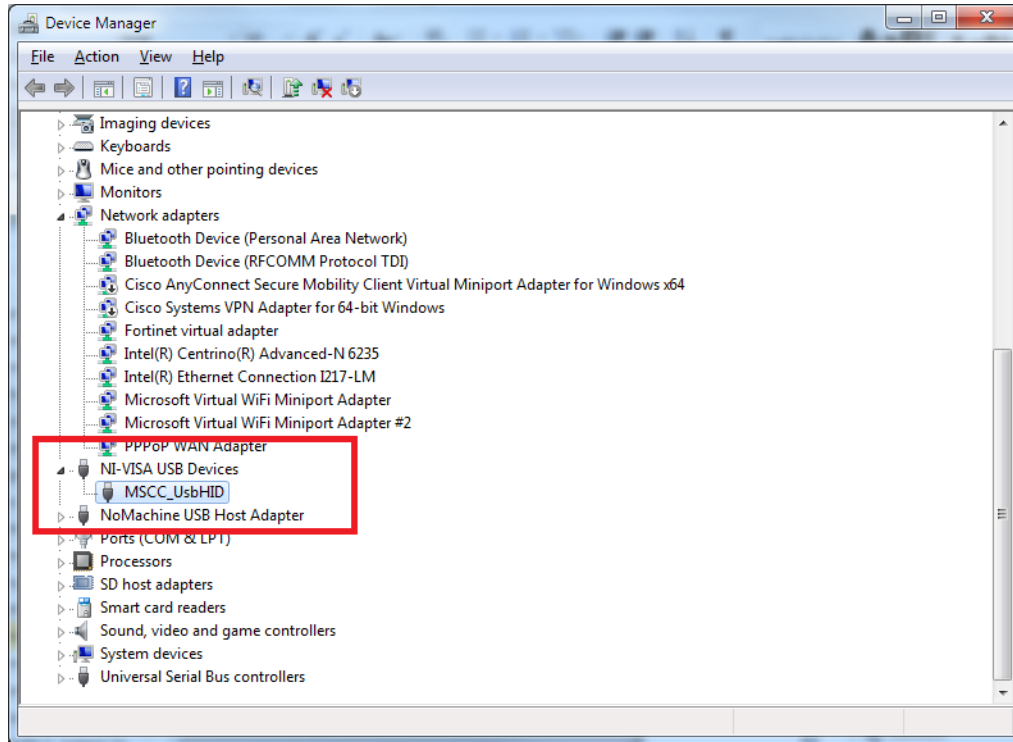 Device Manager
File Action View Help
Imaging devices
Keyboards
Mice and other pointing devices
Monitors
Network adapters
Bluetooth Device (Personal Area Network)
Bluetooth Device (RFCOMM Protocol TDI)
Cisco AnyConnect Secure Mobility Client Virtual Miniport Adapter for Windows x64
Cisco Systems VPN Adapter for 64-bit Windows
Fortinet virtual adapter
Intel(R) Centrino(R) Advanced-N 6235
Intel(R) Ethernet Connection I217-LM
Microsoft Virtual WiFi Miniport Adapter
Microsoft Virtual WiFi Miniport Adapter #2
PPPoP WAN Adapter
NI-VISA USB Devices
MSCC_UsbHID
NoMachine USB Host Adapter
Ports (COM & LPT)
Processors
SD host adapters
Smart card readers
Sound, video and game controllers
System devices
Universal Serial Bus controllers